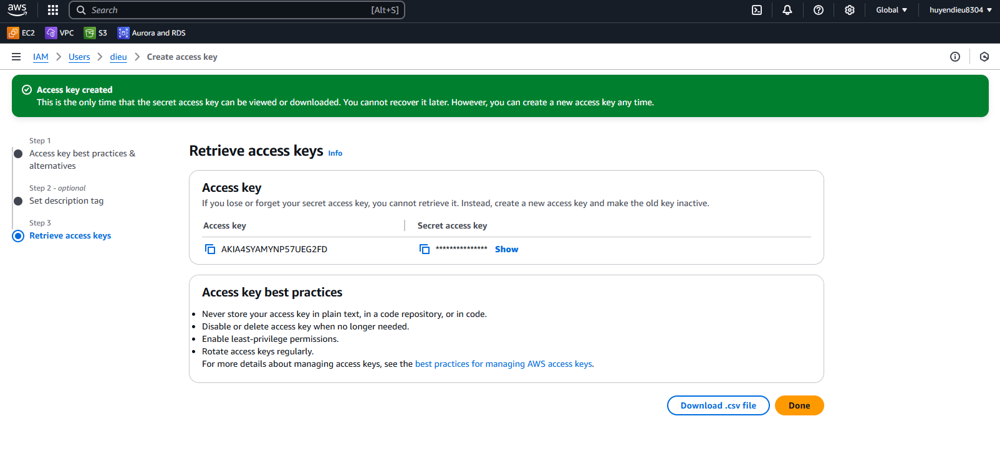 aws
Search
[Alt+S]
Global
huyendieu8304
EC2
VPC
S3
Aurora and RDS
IAM
Users
dieu
Create access key
Access key created
This is the only time that the secret access key can be viewed or downloaded. You cannot recover it later. However, you can create a new access key any time.
Step 1
Access key best practices &
alternatives
Step 2 - optional
Set description tag
Step 3
Retrieve access keys
Retrieve access keys Info
Access key
If you lose or forget your secret access key, you cannot retrieve it. Instead, create a new access key and make the old key inactive.
Access key
Secret access key
AKIA4SYAMYNP57UEG2FD
*************** Show
Access key best practices
• Never store your access key in plain text, in a code repository, or in code.
• Disable or delete access key when no longer needed.
• Enable least-privilege permissions.
• Rotate access keys regularly.
For more details about managing access keys, see the best practices for managing AWS access keys.
Download .csv file
Done